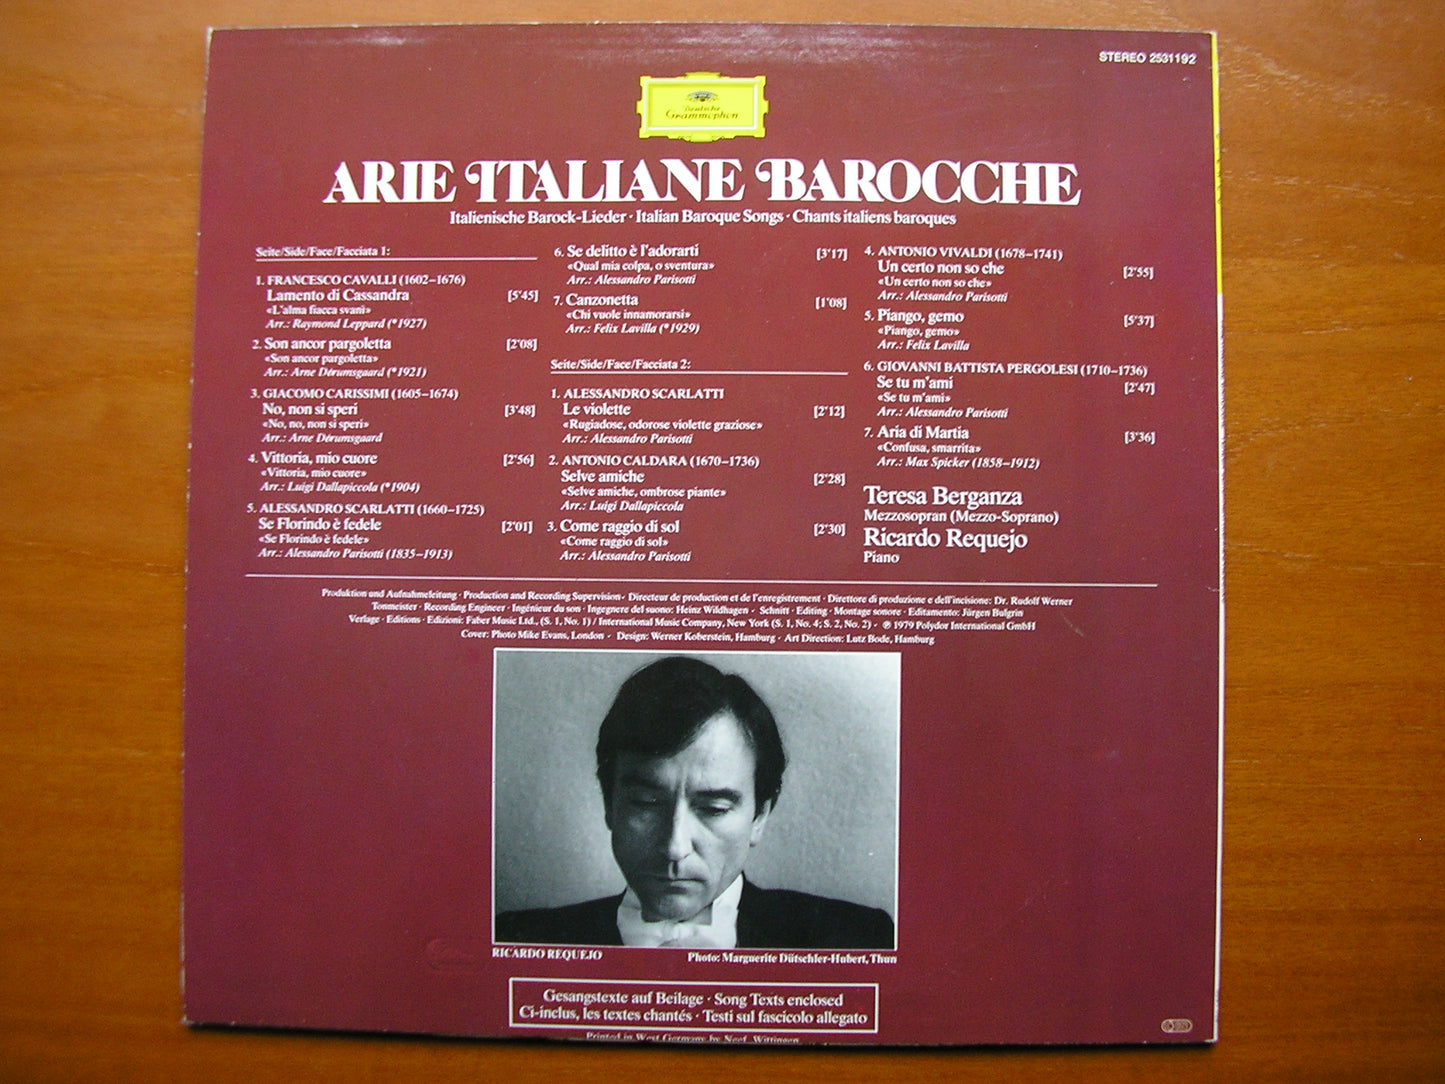 STEREO 2531192
Deutsche
Grammophon
ARIE ITALIANE BAROCCHE
Italienische Barock-Lieder · Italian Baroque Songs · Chants italiens baroques
Seite/Side/Face/Facciata 1:
1. FRANCESCO CAVALLI (1602–1676)
Lamento di Cassandra [5'45]
«L'alma fiacca svanì»
Arr.: Raymond Leppard (*1927)
2. Son ancor pargoletta [2'08]
«Son ancor pargoletta»
Arr.: Arne Dørumsgaard (*1921)
3. GIACOMO CARISSIMI (1605–1674)
No, non si speri [3'48]
«No, no, non si speri»
Arr.: Arne Dørumsgaard
4. Vittoria, mio cuore [2'56]
«Vittoria, mio cuore»
Arr.: Luigi Dallapiccola (*1904)
5. ALESSANDRO SCARLATTI (1660–1725)
Se Florindo è fedele [2'01]
«Se Florindo è fedele»
Arr.: Alessandro Parisotti (1835–1913)
6. Se delitto è l'adorarti [3'17]
«Qual mia colpa, o sventura»
Arr.: Alessandro Parisotti
7. Canzonetta [1'08]
«Chi vuole innamorarsi»
Arr.: Felix Lavilla (*1929)
Seite/Side/Face/Facciata 2:
1. ALESSANDRO SCARLATTI
Le violette [2'12]
«Rugiadose, odorose violette graziose»
Arr.: Alessandro Parisotti
2. ANTONIO CALDARA (1670–1736)
Selve amiche [2'28]
«Selve amiche, ombrose piante»
Arr.: Luigi Dallapiccola
3. Come raggio di sol [2'30]
«Come raggio di sol»
Arr.: Alessandro Parisotti
4. ANTONIO VIVALDI (1678–1741)
Un certo non so che [2'55]
«Un certo non so che»
Arr.: Alessandro Parisotti
5. Piango, gemo [5'37]
«Piango, gemo»
Arr.: Felix Lavilla
6. GIOVANNI BATTISTA PERGOLESI (1710–1736)
Se tu m'ami [2'47]
«Se tu m'ami»
Arr.: Alessandro Parisotti
7. Aria di Martia [3'36]
«Confusa, smarrita»
Arr.: Max Spicker (1858–1912)
Teresa Berganza
Mezzosopran (Mezzo-Soprano)
Ricardo Requejo
Piano
Produktion und Aufnahmeleitung · Production and Recording Supervision · Directeur de production et de l'enregistrement · Direttore di produzione e dell'incisione: Dr. Rudolf Werner
Tonmeister · Recording Engineer · Ingénieur du son · Ingegnere del suono: Heinz Wildhagen · Schnitt · Editing · Montage sonore · Editamento: Jürgen Bulgrin
Verlage · Editions · Edizioni: Faber Music Ltd., (S. 1, No. 1) / International Music Company, New York (S. 1, No. 4; S. 2, No. 2) · ℗ 1979 Polydor International GmbH
Cover: Photo Mike Evans, London · Design: Werner Koberstein, Hamburg · Art Direction: Lutz Bode, Hamburg
RICARDO REQUEJO
Photo: Marguerite Dütschler-Hubert, Thun
Gesangstexte auf Beilage · Song Texts enclosed
Ci-inclus, les textes chantés · Testi sul fascicolo allegato
Printed in West Germany by Neef, Wittingen